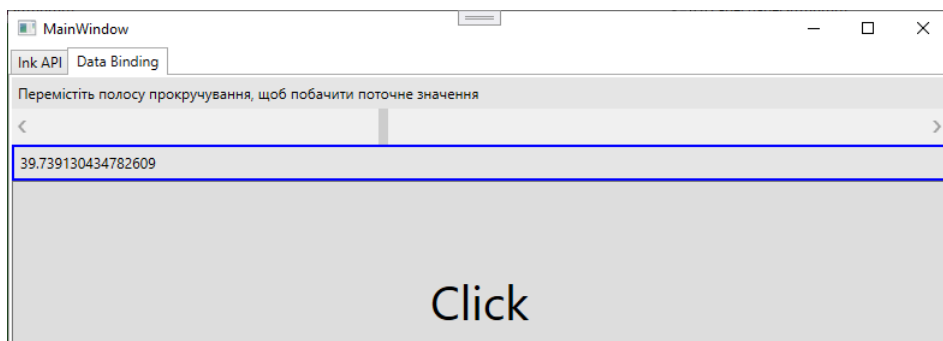 MainWindow
Ink API Data Binding
Перемістіть полосу прокручування, щоб побачити поточне значення
39.739130434782609
Click